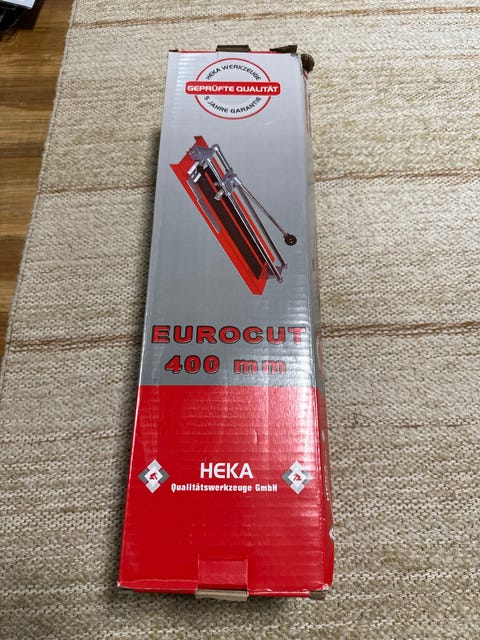 HEKA WERKZEUGE
GEPRÜFTE QUALITÄT
5 JAHRE GARANTIE
EUROCUT
400 mm
HEKA
Qualitätswerkzeuge GmbH